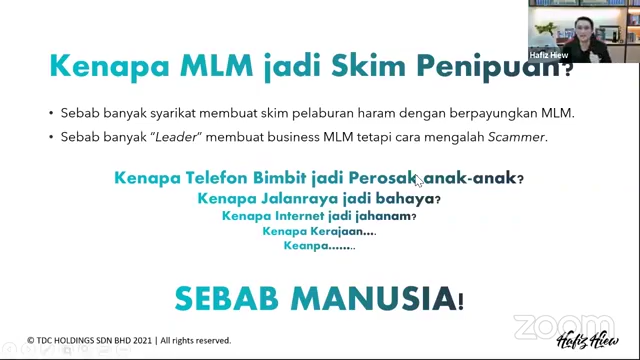 Kenapa MLM jadi Skim Penipuan?
Hafiz Hiew
• Sebab banyak syarikat membuat skim pelaburan haram dengan berpayungkan MLM.
• Sebab banyak “Leader” membuat business MLM tetapi cara mengalah Scammer.
Kenapa Telefon Bimbit jadi Perosak anak-anak?
Kenapa Jalanraya jadi bahaya?
Kenapa Internet jadi jahanam?
Kenapa Kerajaan....
Keanpa........
SEBAB MANUSIA!
zoom
© TDC HOLDINGS SDN BHD 2021 | All rights reserved.
Hafiz Hiew